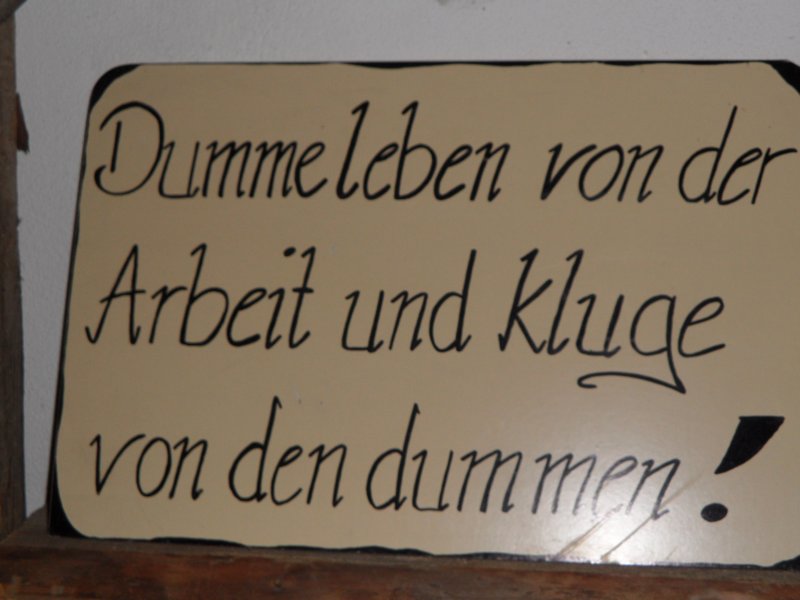 Dumme leben von der
Arbeit und kluge
von den dummen!